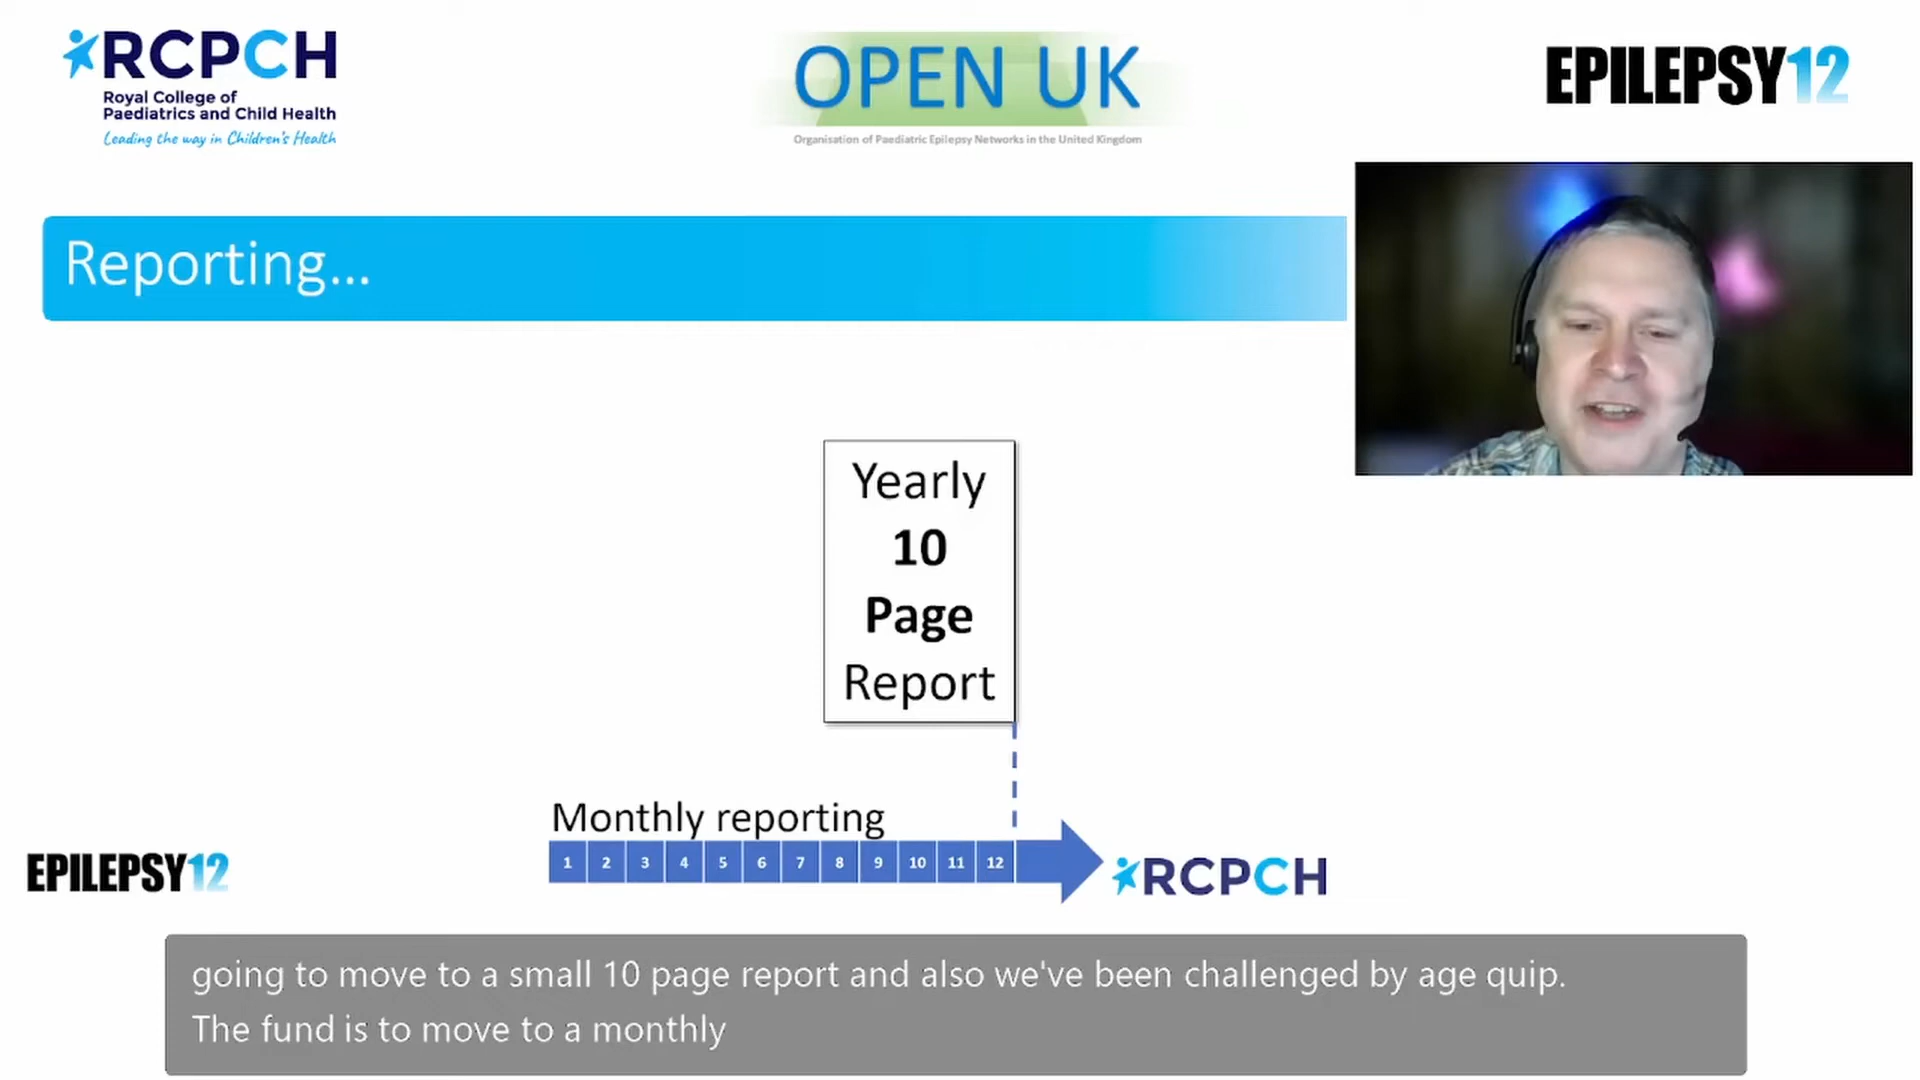 RCPCH
Royal College of
Paediatrics and Child Health
Leading the way in Children's Health
OPEN UK
Organisation of Paediatric Epilepsy Networks in the United Kingdom
EPILEPSY12
Reporting...
Yearly
10
Page
Report
Monthly reporting
1 2 3 4 5 6 7 8 9 10 11 12
EPILEPSY12
RCPCH
going to move to a small 10 page report and also we've been challenged by age quip.
The fund is to move to a monthly